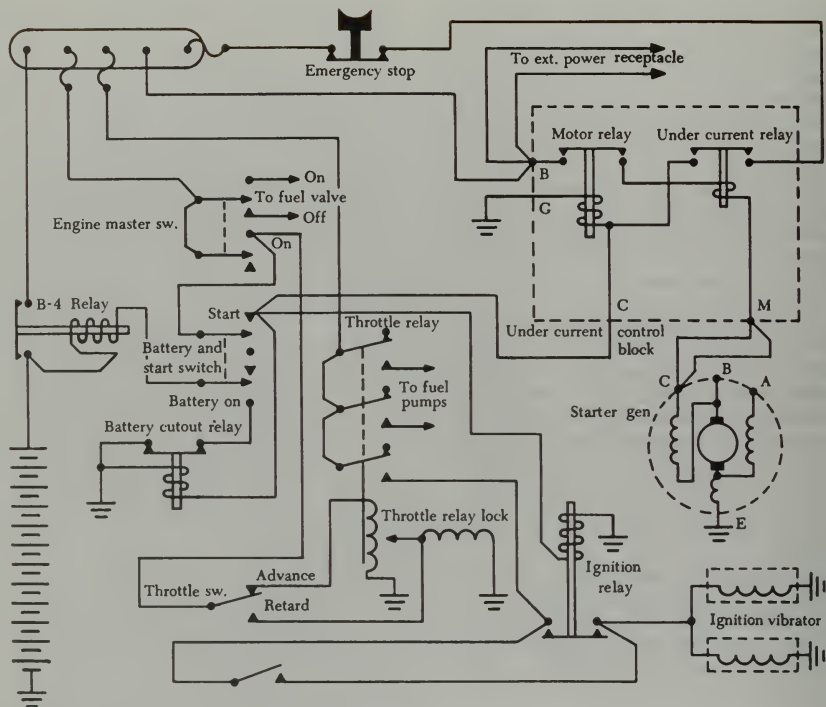 Emergency stop
To ext. power receptacle
Motor relay
Under current relay
B
G
C
M
Under current control
block
On
To fuel valve
Off
Engine master sw.
On
B-4 Relay
Start
Battery and
start switch
Battery on
Battery cutout relay
Throttle relay
To fuel
pumps
Starter gen
C
B
A
E
Throttle relay lock
Throttle sw.
Advance
Retard
Ignition
relay
Ignition vibrator